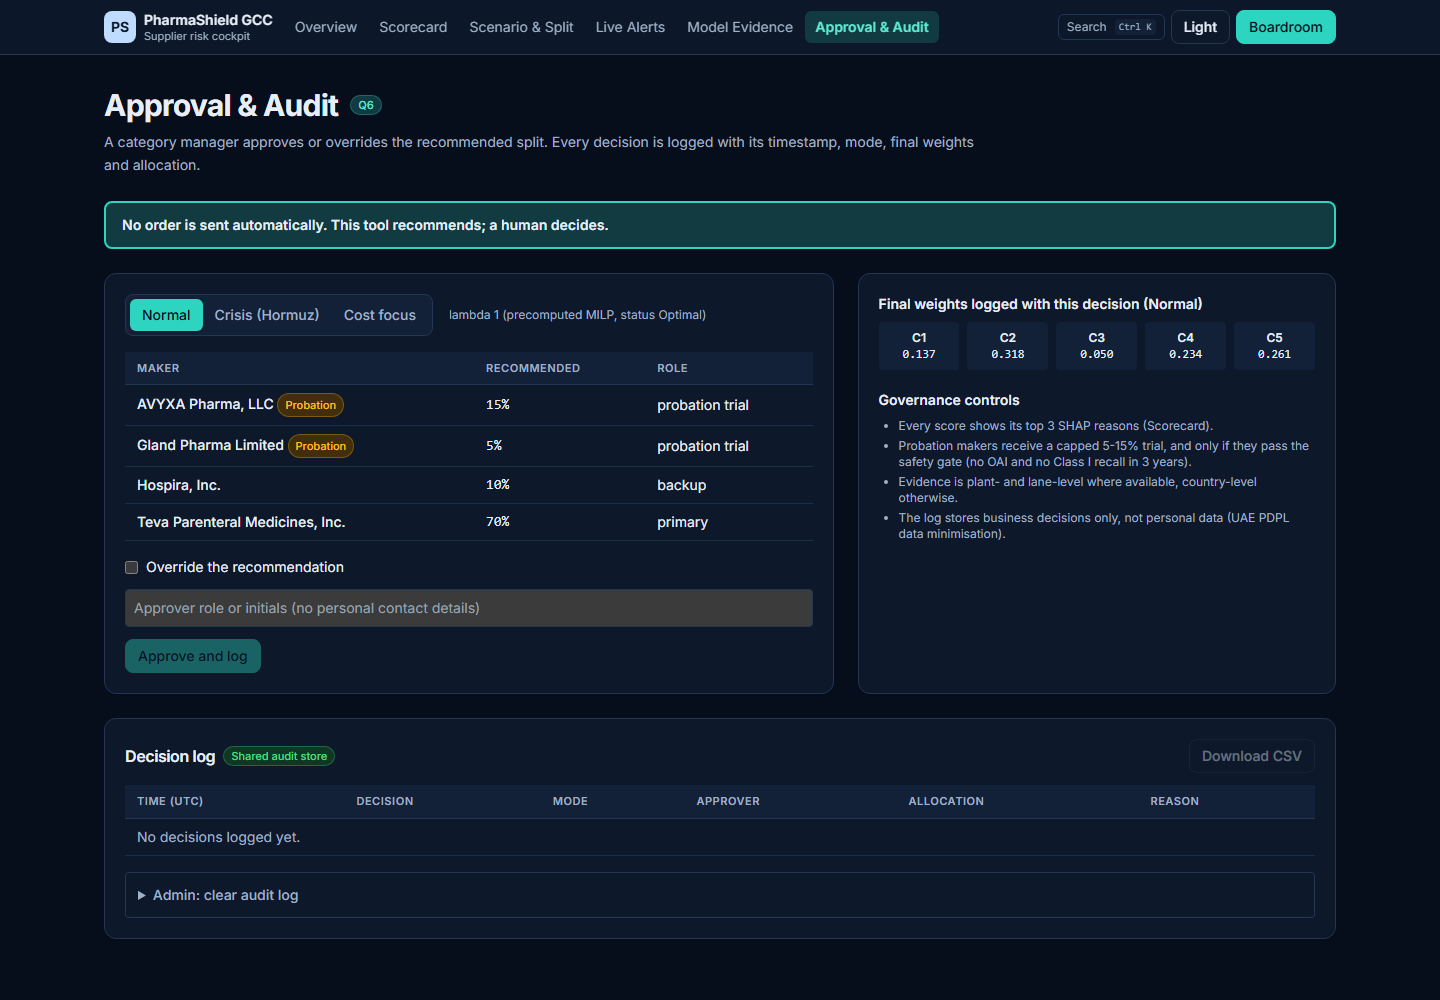 PS
PharmaShield GCC
Supplier risk cockpit
Overview
Scorecard
Scenario & Split
Live Alerts
Model Evidence
Approval & Audit
Search Ctrl K
Light
Boardroom
Approval & Audit Q6
A category manager approves or overrides the recommended split. Every decision is logged with its timestamp, mode, final weights
and allocation.
No order is sent automatically. This tool recommends; a human decides.
Normal Crisis (Hormuz) Cost focus lambda 1 (precomputed MILP, status Optimal)
MAKER RECOMMENDED ROLE
AVYXA Pharma, LLC Probation 15% probation trial
Gland Pharma Limited Probation 5% probation trial
Hospira, Inc. 10% backup
Teva Parenteral Medicines, Inc. 70% primary
Override the recommendation
Approver role or initials (no personal contact details)
Approve and log
Final weights logged with this decision (Normal)
C1 C2 C3 C4 C5
0.137 0.318 0.050 0.234 0.261
Governance controls
Every score shows its top 3 SHAP reasons (Scorecard).
Probation makers receive a capped 5-15% trial, and only if they pass the
safety gate (no OAI and no Class I recall in 3 years).
Evidence is plant- and lane-level where available, country-level
otherwise.
The log stores business decisions only, not personal data (UAE PDPL
data minimisation).
Decision log Shared audit store
Download CSV
TIME (UTC) DECISION MODE APPROVER ALLOCATION REASON
No decisions logged yet.
Admin: clear audit log